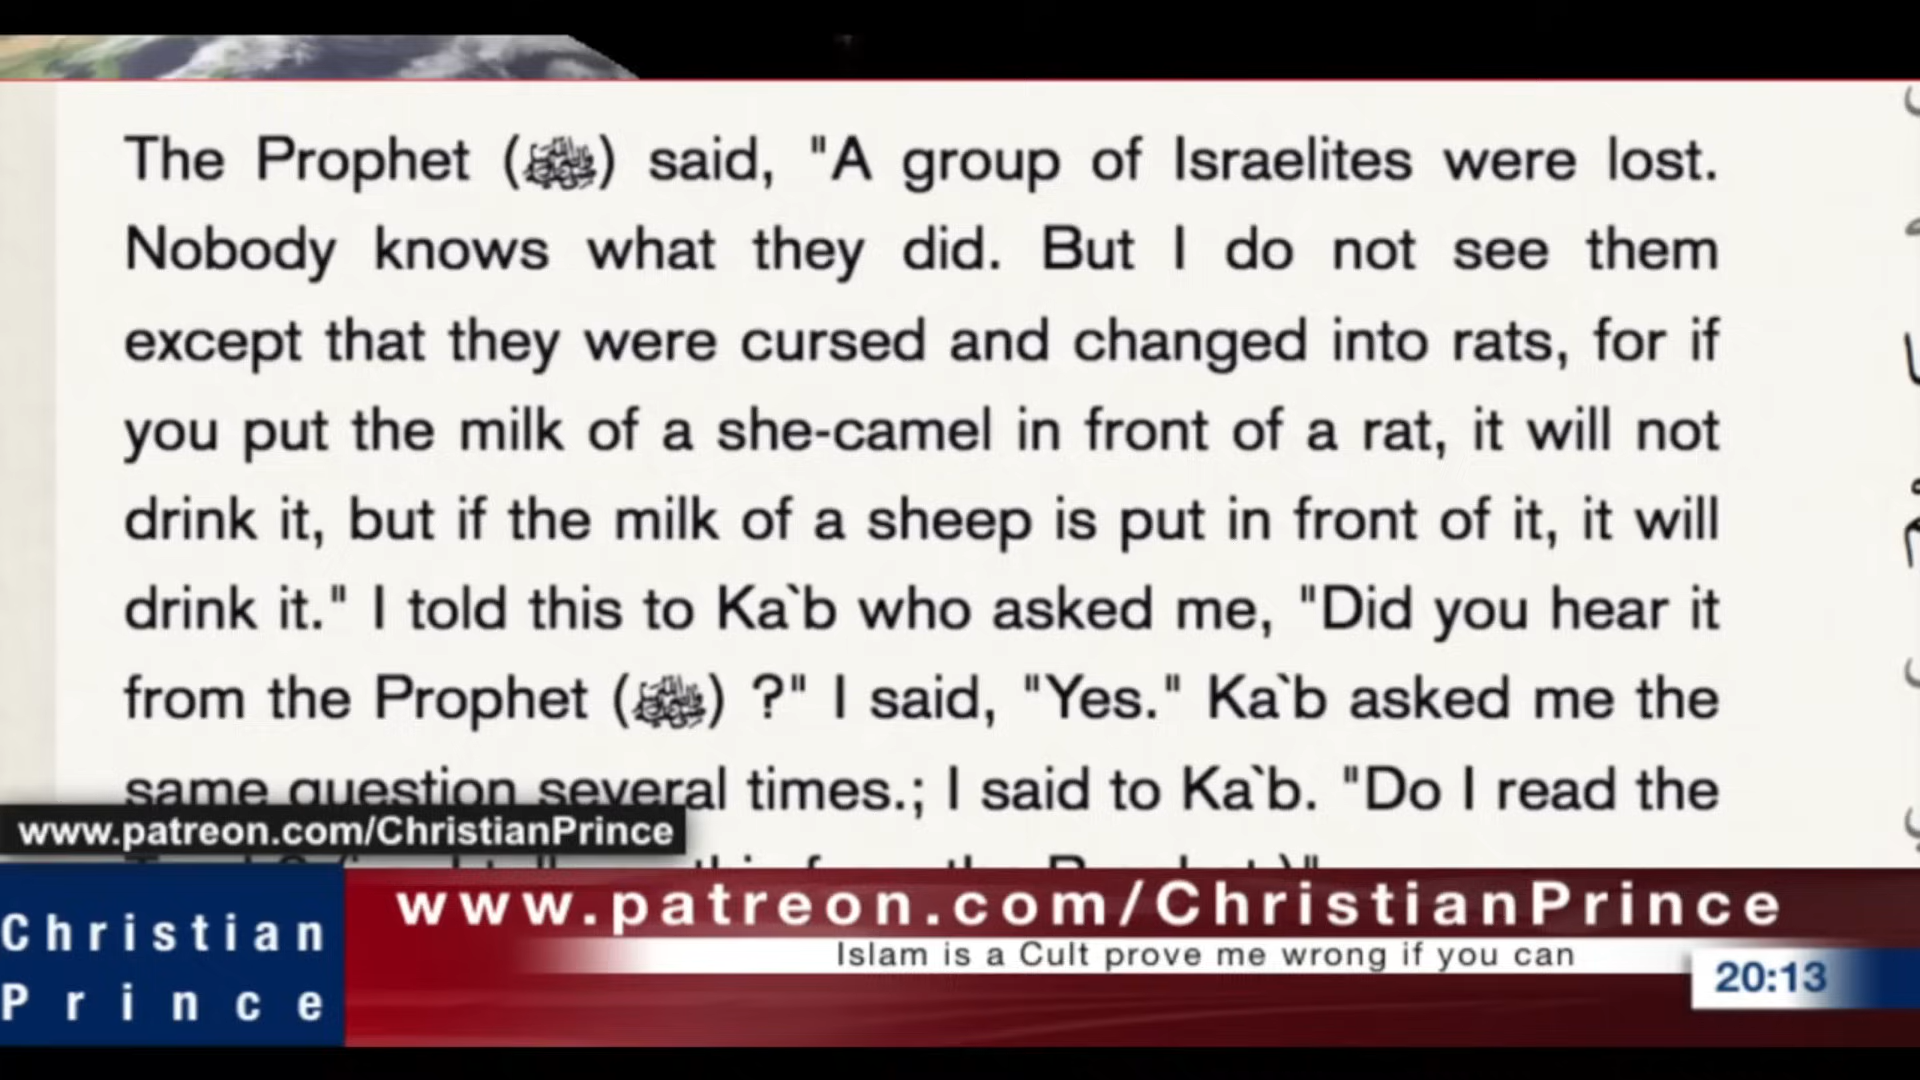 The Prophet (ﷺ) said, "A group of Israelites were lost.
Nobody knows what they did. But I do not see them
except that they were cursed and changed into rats, for if
you put the milk of a she-camel in front of a rat, it will not
drink it, but if the milk of a sheep is put in front of it, it will
drink it." I told this to Ka`b who asked me, "Did you hear it
from the Prophet (ﷺ) ?" I said, "Yes." Ka`b asked me the
same question several times.; I said to Ka`b. "Do I read the
www.patreon.com/ChristianPrince
www.patreon.com/ChristianPrince
Islam is a Cult prove me wrong if you can
Christian
Prince
20:13